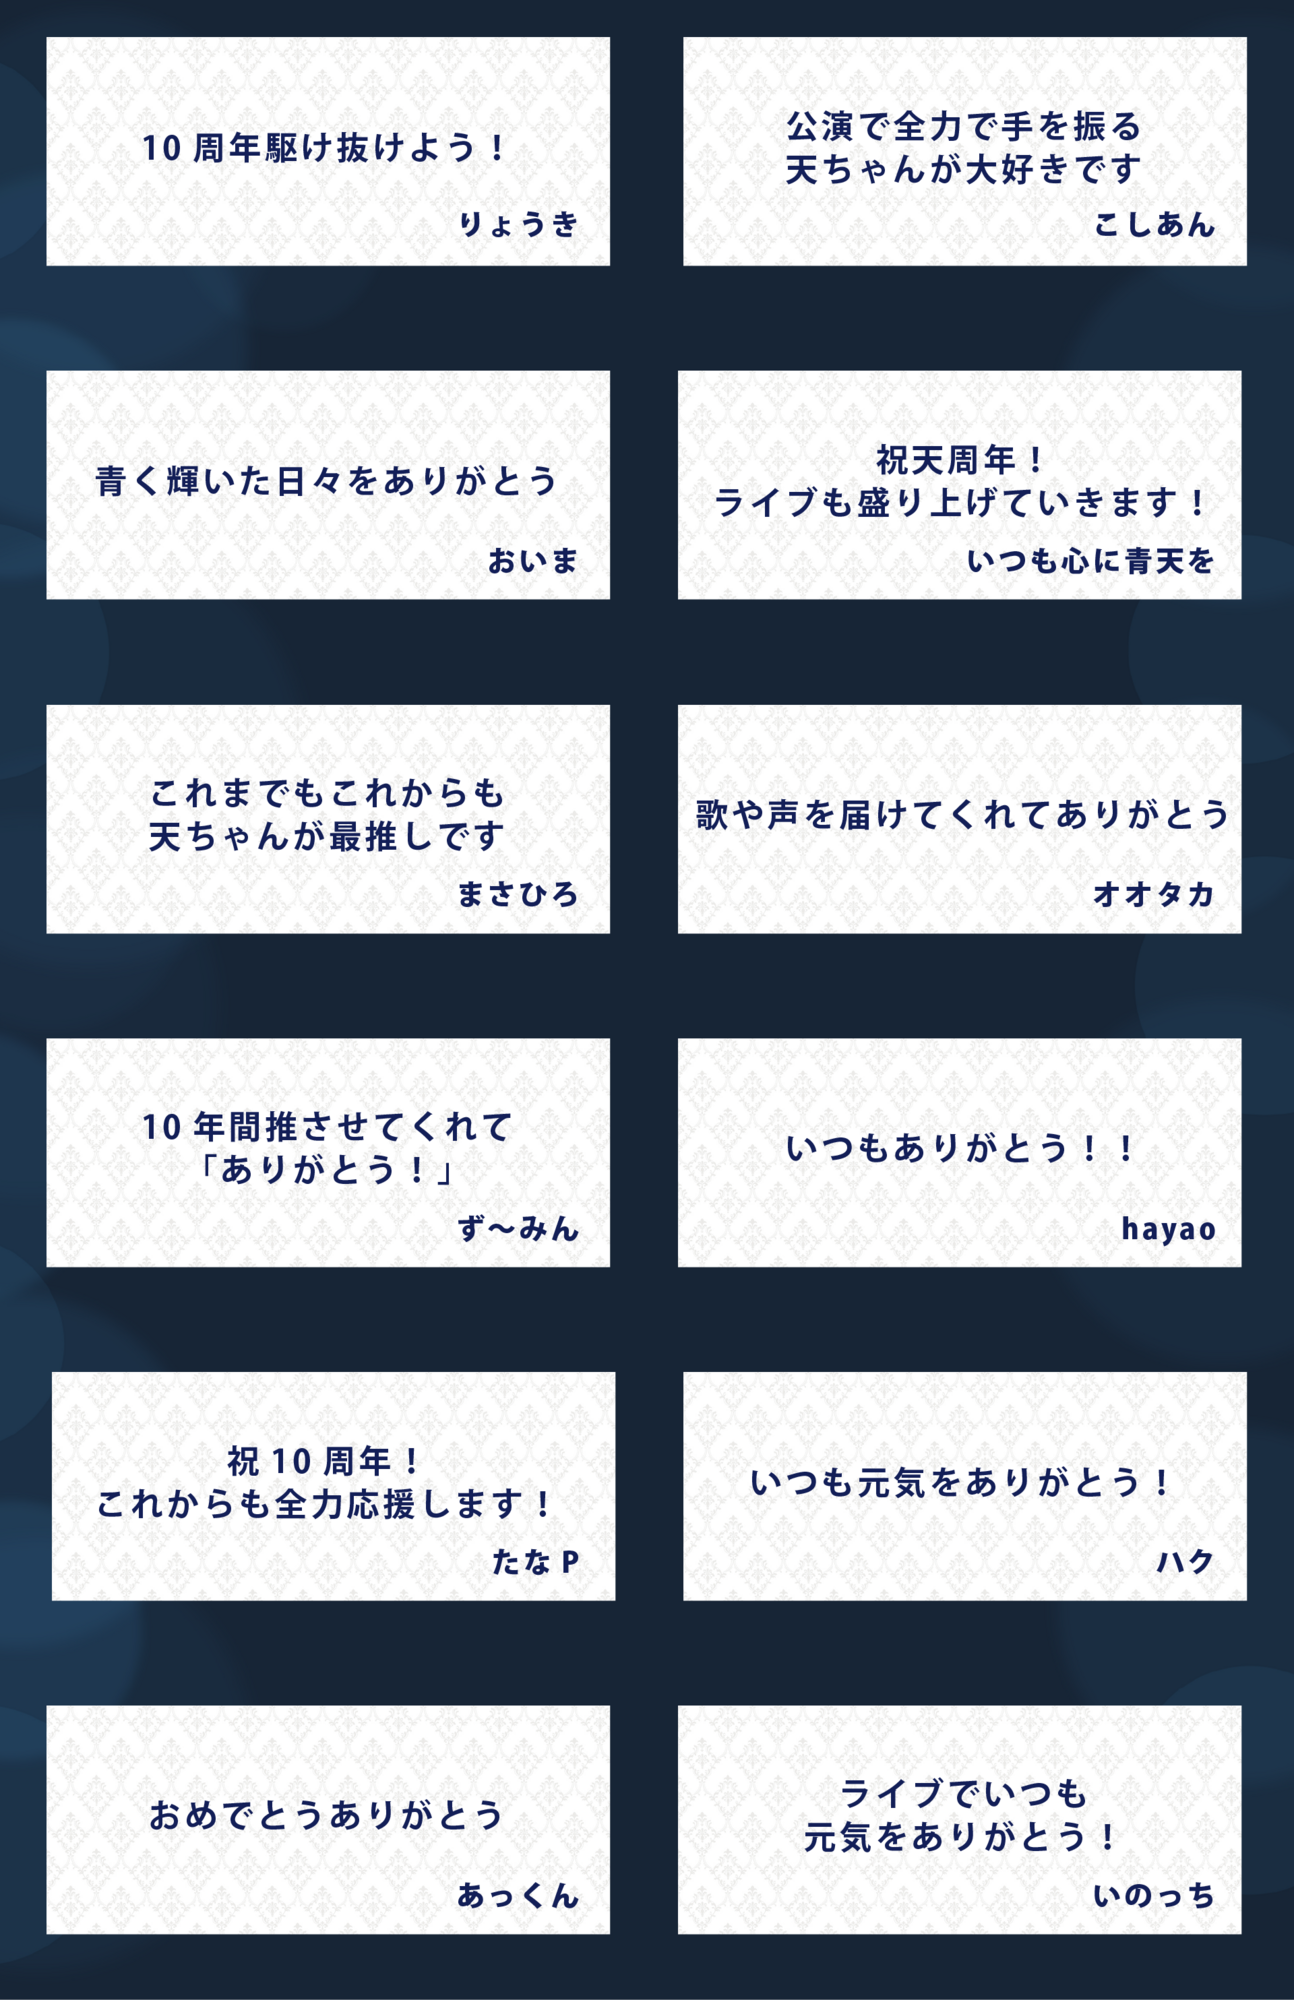 10 周年駆け抜けよう！
りょうき
公演で全力で手を振る
天ちゃんが大好きです
こしあん
青く輝いた日々をありがとう
おいま
祝天周年！
ライブも盛り上げていきます！
いつも心に青天を
これまでもこれからも
天ちゃんが最推しです
まさひろ
歌や声を届けてくれてありがとう
オオタカ
10 年間推させてくれて
「ありがとう！」
ず～みん
いつもありがとう！！
hayao
祝 10 周年！
これからも全力応援します！
たな P
いつも元気をありがとう！
ハク
おめでとうありがとう
あっくん
ライブでいつも
元気をありがとう！
いのっち